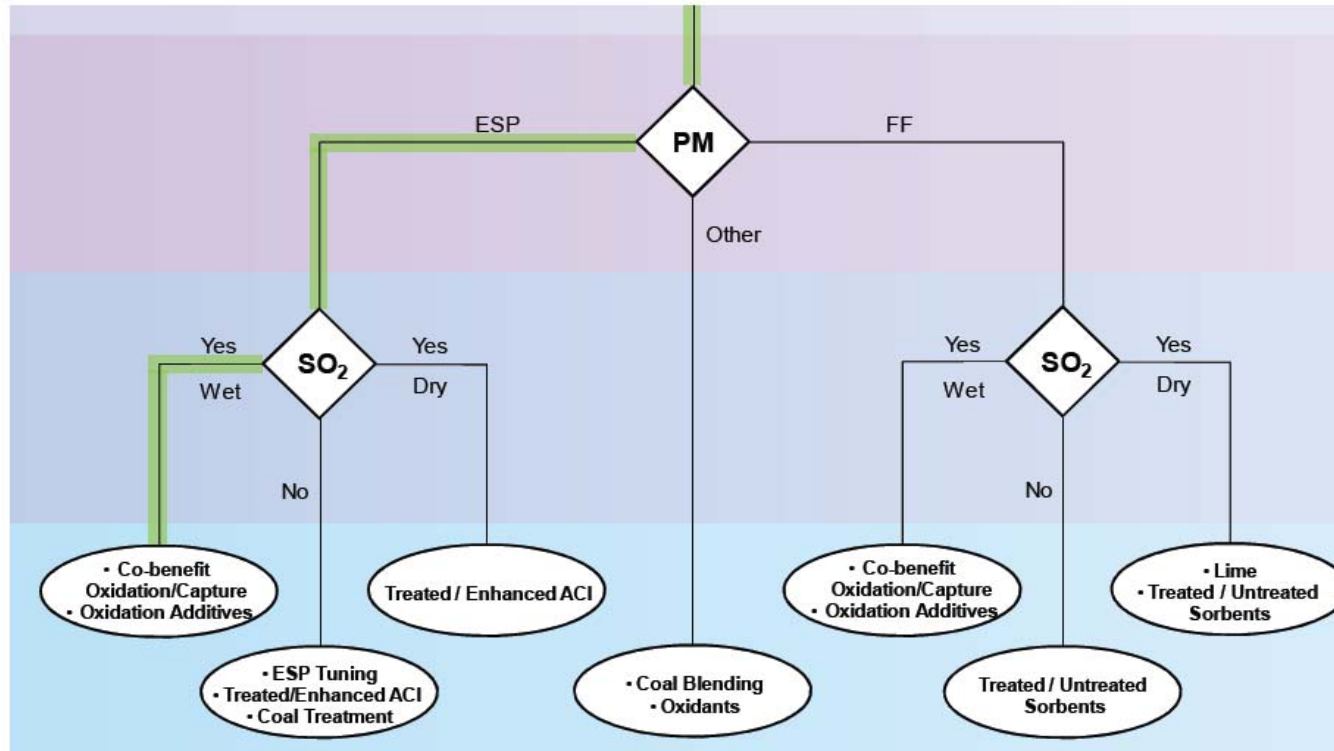 ESP
PM
FF
Other
Yes
Wet
SO₂
Yes
Dry
No
Yes
Wet
SO₂
Yes
Dry
No
• Co-benefit
Oxidation/Capture
• Oxidation Additives
Treated / Enhanced ACI
• Co-benefit
Oxidation/Capture
• Oxidation Additives
• Lime
• Treated / Untreated
Sorbents
• ESP Tuning
• Treated/Enhanced ACI
• Coal Treatment
• Coal Blending
• Oxidants
Treated / Untreated
Sorbents